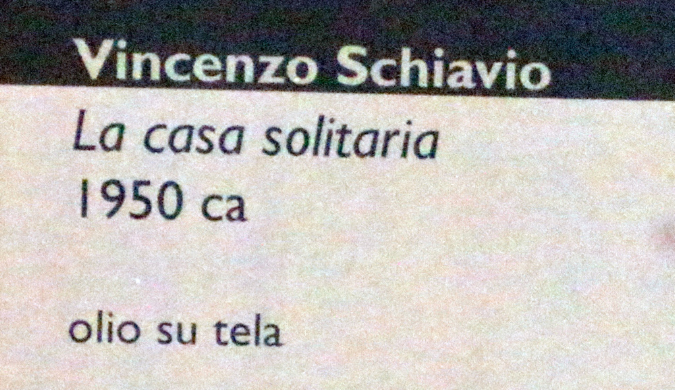 Vincenzo Schiavio
La casa solitaria
1950 ca
olio su tela